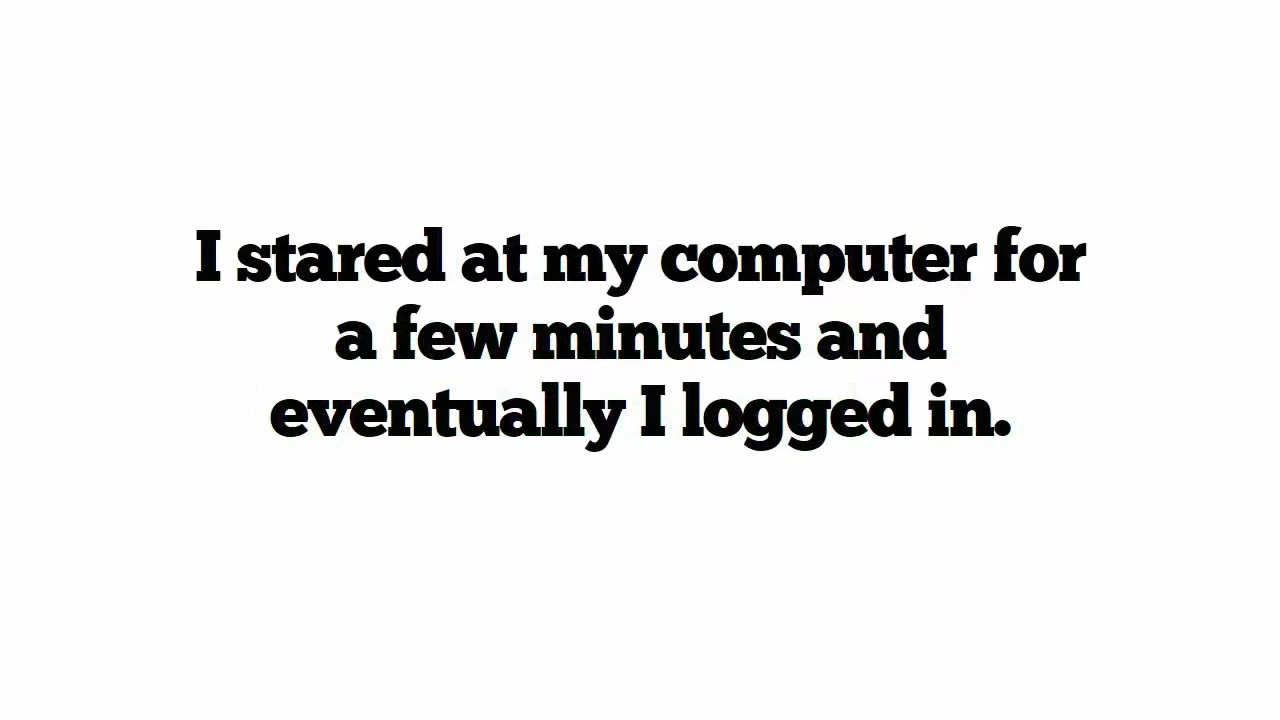 I stared at my computer for
a few minutes and
eventually I logged in.